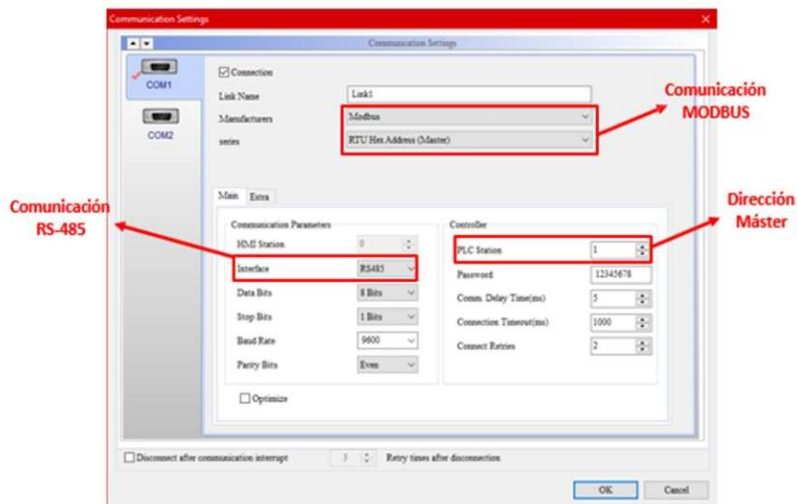 Communication Settings
Communication Settings
COM1
COM2
Connection
Link Name Link1
Manufacturers Modbus
series RTU Hex Address (Master)
Comunicación
MODBUS
Main Extra
Comunicación
RS-485
Dirección
Máster
Communication Parameters
HMI Station 0
Interface RS485
Data Bits 8 Bits
Stop Bits 1 Bits
Baud Rate 9600
Parity Bits Even
Optimize
Controller
PLC Station 1
Password 12345678
Comm. Delay Time(ms) 5
Connection Timeout(ms) 1000
Connect Retries 2
Disconnect after communication interrupt 3 Retry times after disconnection
OK Cancel